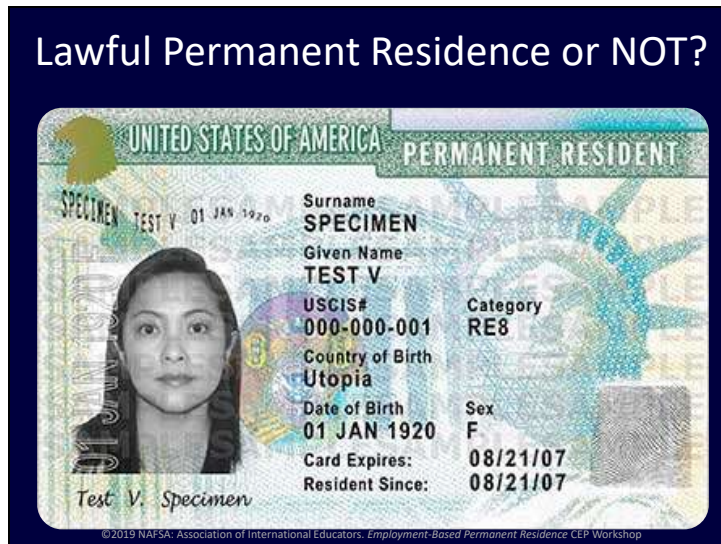 Lawful Permanent Residence or NOT?
UNITED STATES OF AMERICA PERMANENT RESIDENT
SPECIMEN TEST V 01 JAN 1920
Surname
SPECIMEN
Given Name
TEST V
USCIS# Category
000-000-001 RE8
Country of Birth
Utopia
Date of Birth Sex
01 JAN 1920 F
Card Expires: 08/21/07
Resident Since: 08/21/07
01 JAN 1920
Test V. Specimen
©2019 NAFSA: Association of International Educators. Employment-Based Permanent Residence CEP Workshop